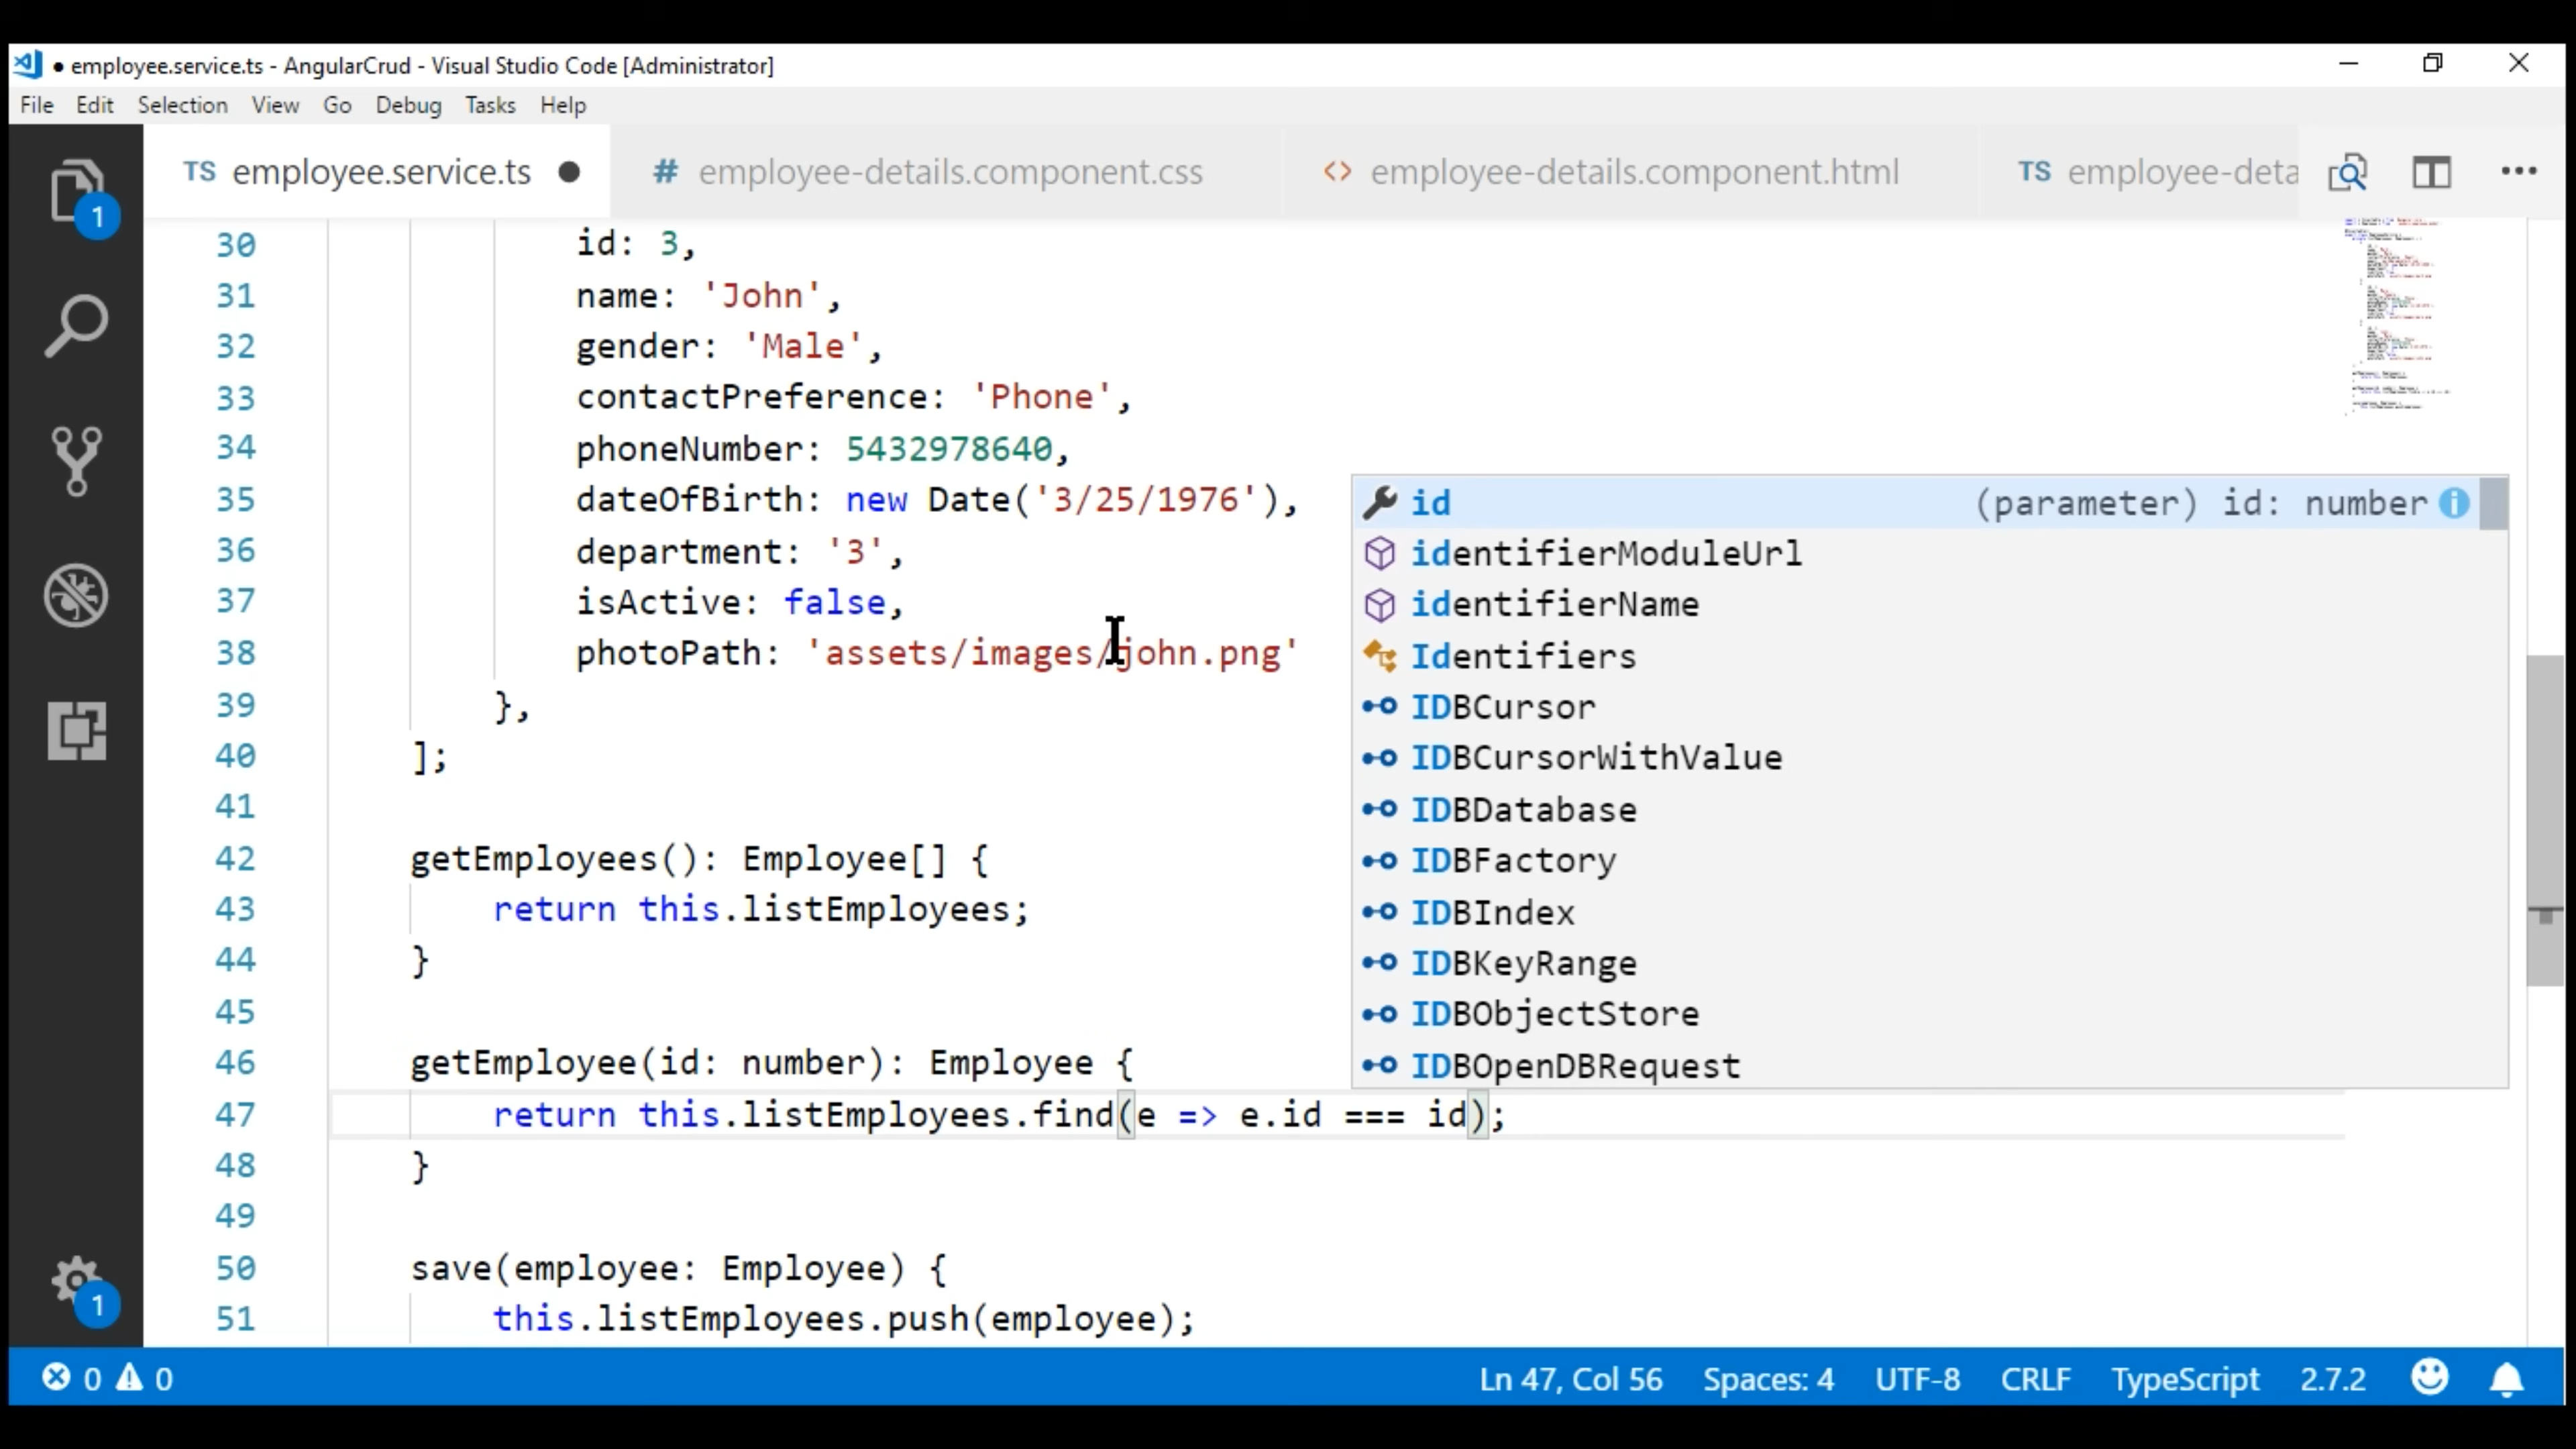 ● employee.service.ts - AngularCrud - Visual Studio Code [Administrator]
File Edit Selection View Go Debug Tasks Help
TS employee.service.ts ● # employee-details.component.css <> employee-details.component.html TS employee-deta
1
30 id: 3,
31 name: 'John',
32 gender: 'Male',
33 contactPreference: 'Phone',
34 phoneNumber: 5432978640,
35 dateOfBirth: new Date('3/25/1976'),
36 department: '3',
37 isActive: false,
38 photoPath: 'assets/images/john.png'
39 },
40 ];
41
42 getEmployees(): Employee[] {
43 return this.listEmployees;
44 }
45
46 getEmployee(id: number): Employee {
47 return this.listEmployees.find(e => e.id === id);
48 }
49
50 save(employee: Employee) {
51 this.listEmployees.push(employee);
id (parameter) id: number
identifierModuleUrl
identifierName
Identifiers
IDBCursor
IDBCursorWithValue
IDBDatabase
IDBFactory
IDBIndex
IDBKeyRange
IDBObjectStore
IDBOpenDBRequest
1
0 0 Ln 47, Col 56 Spaces: 4 UTF-8 CRLF TypeScript 2.7.2